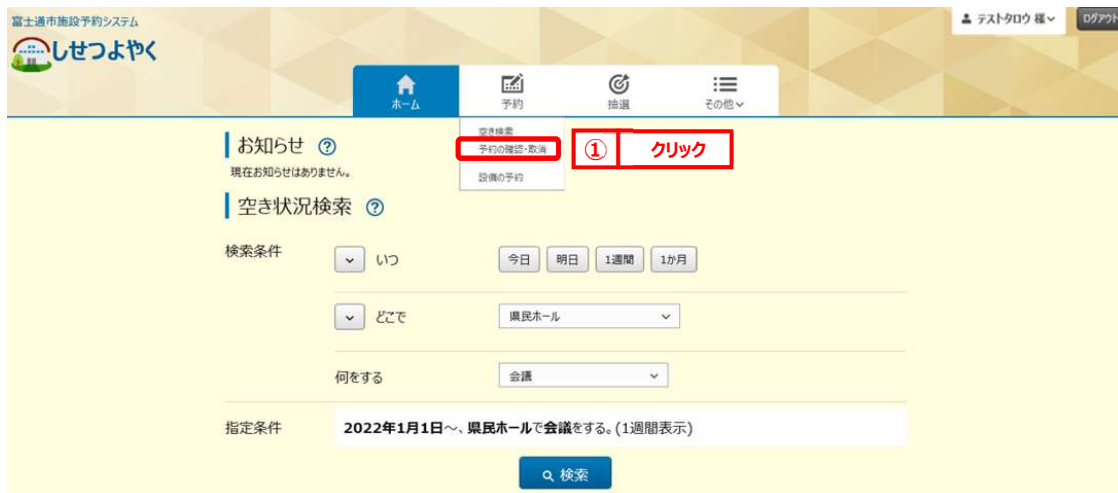 富士通市施設予約システム
しせつよやく
テストタロウ 様
ログアウト
ホーム
予約
抽選
その他
空き検索
予約の確認・取消
設備の予約
① クリック
お知らせ ?
現在お知らせはありません。
空き状況検索 ?
検索条件
いつ 今日 明日 1週間 1か月
どこで 県民ホール
何をする 会議
指定条件 2022年1月1日～、県民ホールで会議をする。(1週間表示)
検索